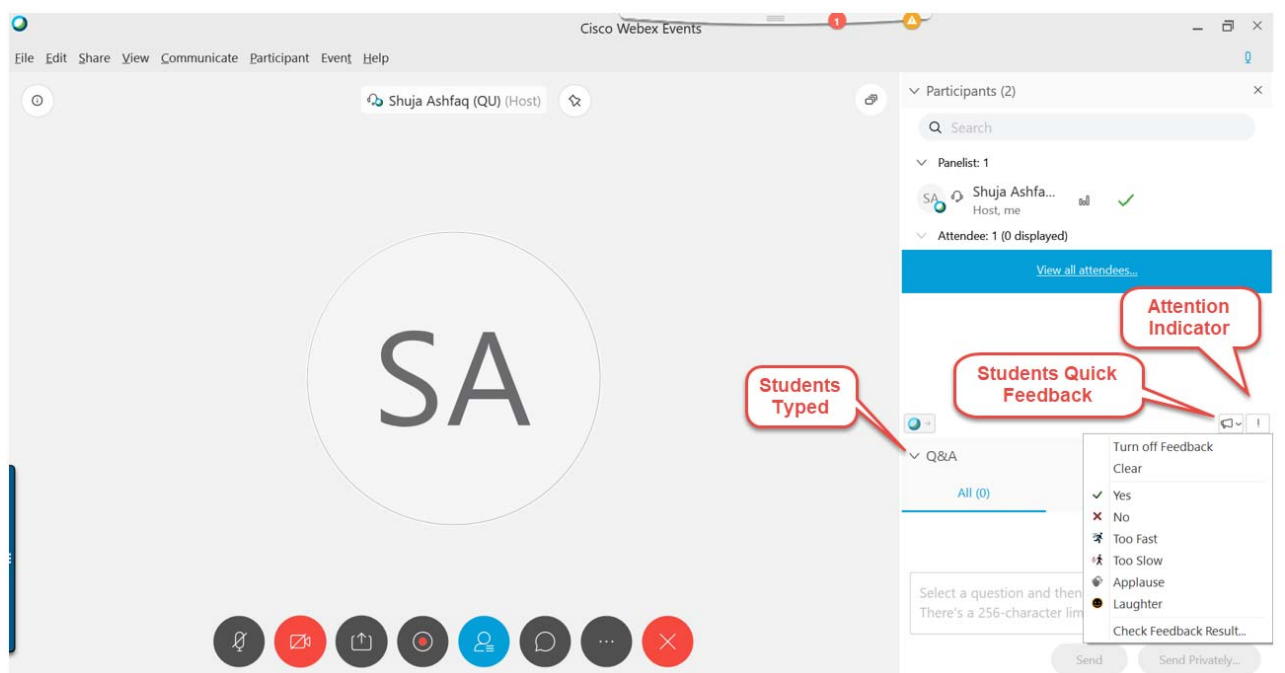 Cisco Webex Events
1
File Edit Share View Communicate Participant Event Help
Shuja Ashfaq (QU) (Host)
Participants (2)
Search
Panelist: 1
SA
Shuja Ashfa...
Host, me
Attendee: 1 (0 displayed)
View all attendees...
Attention
Indicator
Students Quick
Feedback
Students
Typed
SA
Q&A
All (0)
Turn off Feedback
Clear
Yes
No
Too Fast
Too Slow
Applause
Laughter
Check Feedback Result...
Select a question and then
There's a 256-character lim
Send
Send Privately...